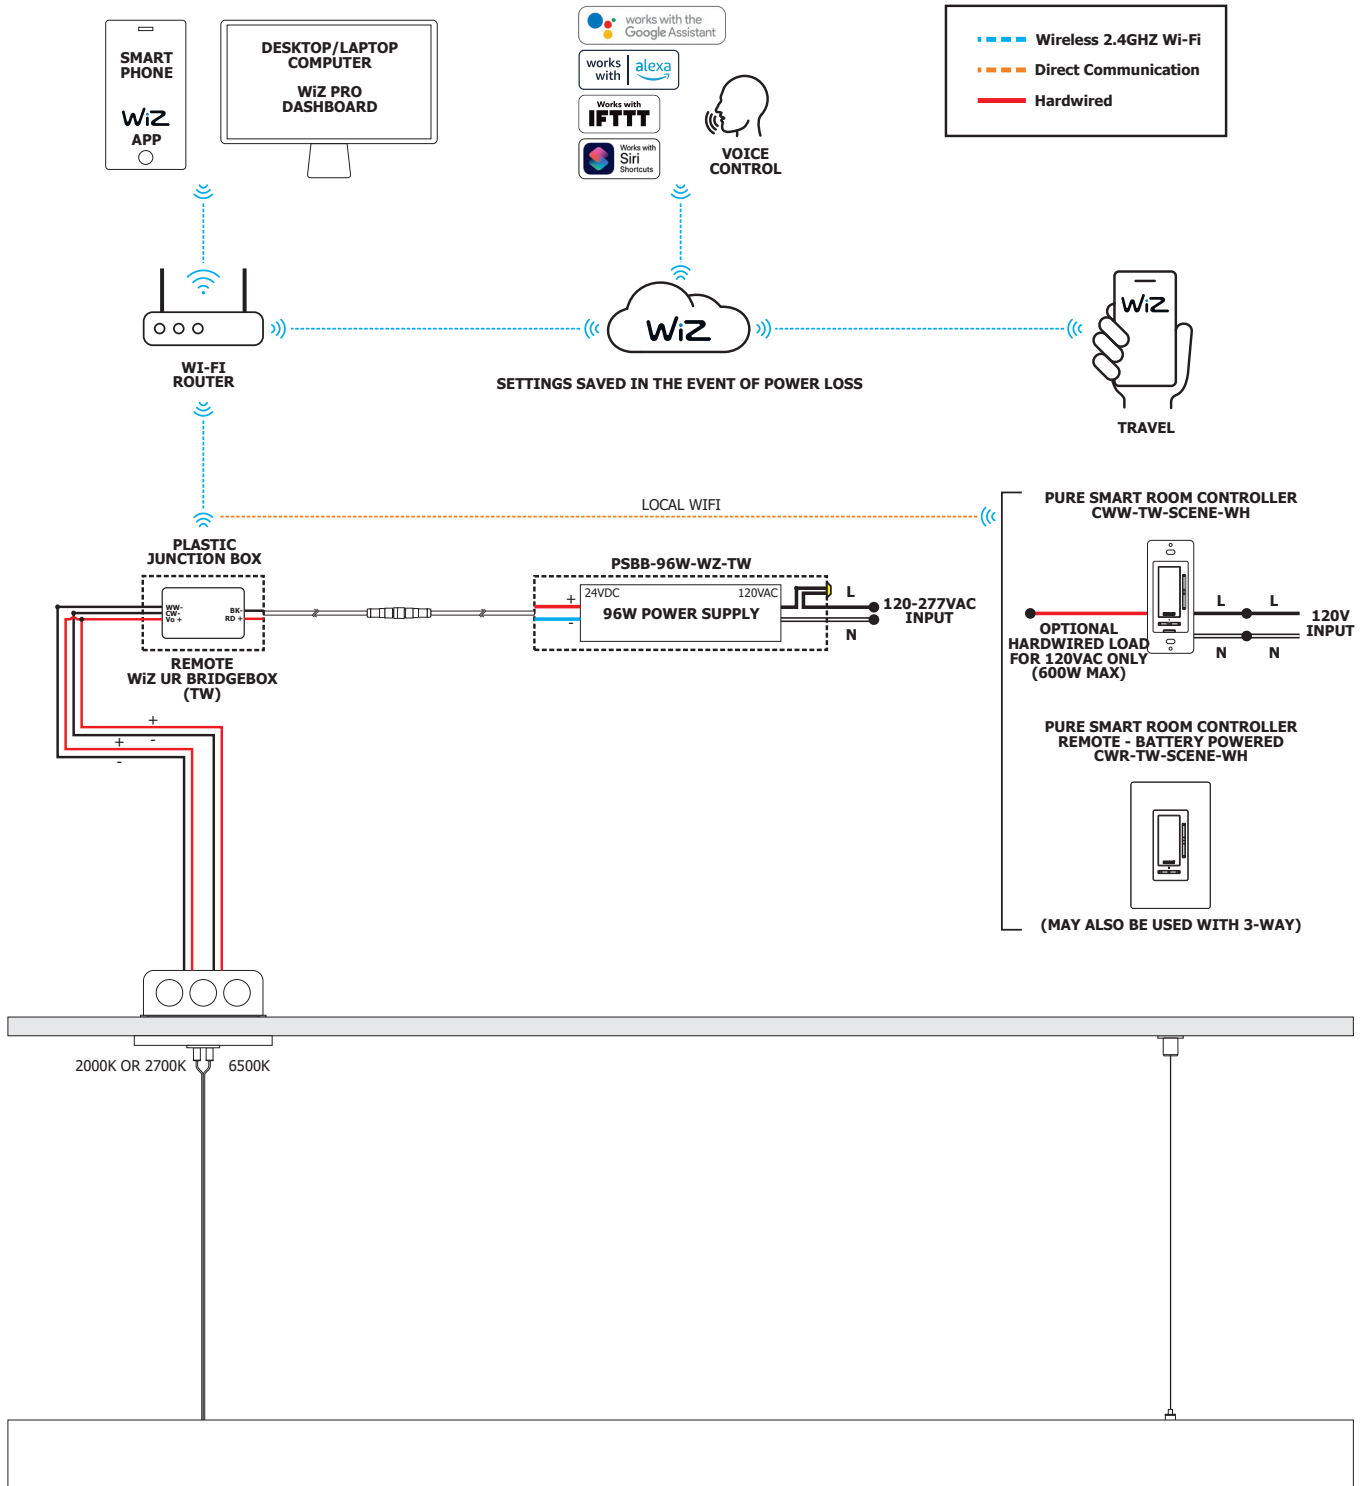 SMART
PHONE
WiZ
APP
DESKTOP/LAPTOP
COMPUTER
WiZ PRO
DASHBOARD
works with the
Google Assistant
works
with
alexa
Works with
IFTTT
Works with
Siri
Shortcuts
VOICE
CONTROL
Wireless 2.4GHZ Wi-Fi
Direct Communication
Hardwired
WI-FI
ROUTER
WiZ
SETTINGS SAVED IN THE EVENT OF POWER LOSS
WiZ
TRAVEL
LOCAL WIFI
PLASTIC
JUNCTION BOX
WW-
CW-
Vo +
BK-
RD +
REMOTE
WiZ UR BRIDGEBOX
(TW)
PSBB-96W-WZ-TW
+
-
24VDC
120VAC
96W POWER SUPPLY
L
N
120-277VAC
INPUT
PURE SMART ROOM CONTROLLER
CWW-TW-SCENE-WH
OPTIONAL
HARDWIRED LOAD
FOR 120VAC ONLY
(600W MAX)
L L
N N
120V
INPUT
PURE SMART ROOM CONTROLLER
REMOTE - BATTERY POWERED
CWR-TW-SCENE-WH
(MAY ALSO BE USED WITH 3-WAY)
+
-
+
-
2000K OR 2700K
6500K